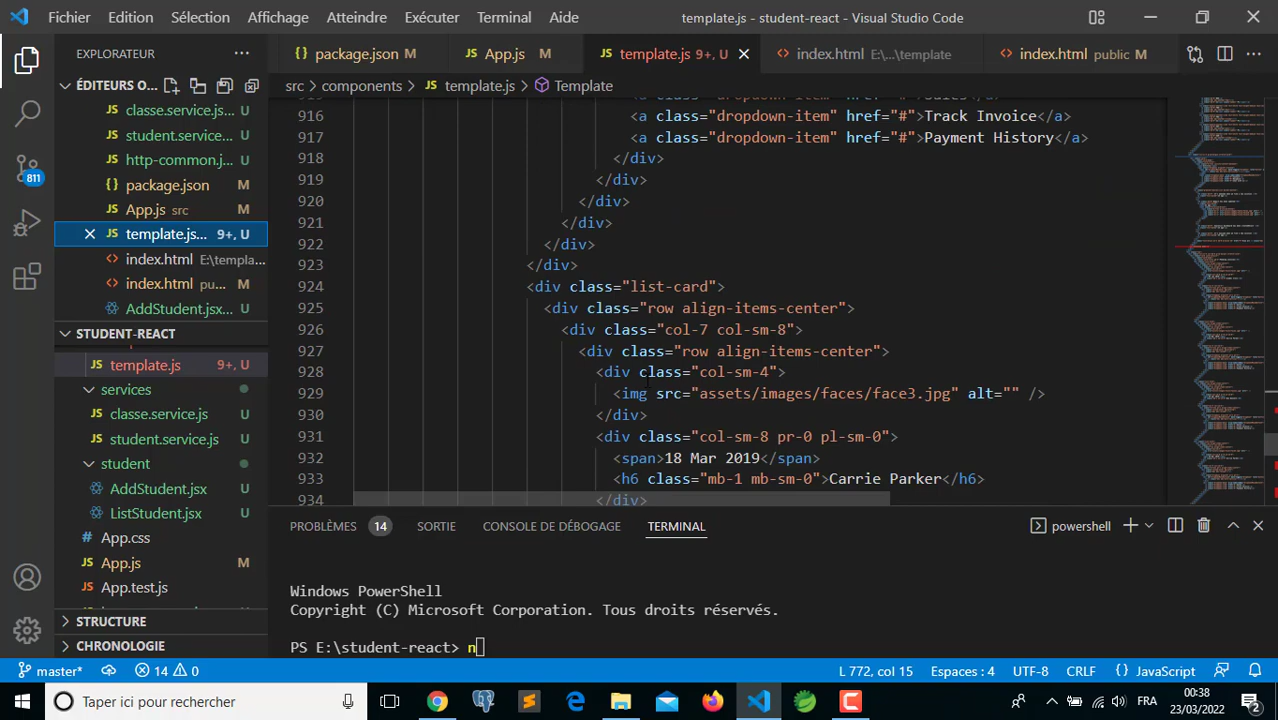 Fichier Edition Sélection Affichage Atteindre Exécuter Terminal Aide template.js - student-react - Visual Studio Code
EXPLORATEUR
package.json M App.js M template.js 9+, U index.html E:\...\template index.html public M
ÉDITEURS O...
src > components > template.js > Template
classe.service.js
student.service...
http-common.j...
package.json M
App.js src M
template.js... 9+, U
index.html E\templa...
index.html pu... M
AddStudent.jsx...
STUDENT-REACT
template.js 9+, U
services
classe.service.js
student.service.js
student
AddStudent.jsx
ListStudent.jsx
App.css
App.js M
App.test.js
STRUCTURE
CHRONOLOGIE
811
916 <a class="dropdown-item" href="#">Track Invoice</a>
917 <a class="dropdown-item" href="#">Payment History</a>
918 </div>
919 </div>
920 </div>
921 </div>
922 </div>
923 </div>
924 <div class="list-card">
925 <div class="row align-items-center">
926 <div class="col-7 col-sm-8">
927 <div class="row align-items-center">
928 <div class="col-sm-4">
929 <img src="assets/images/faces/face3.jpg" alt="" />
930 </div>
931 <div class="col-sm-8 pr-0 pl-sm-0">
932 <span>18 Mar 2019</span>
933 <h6 class="mb-1 mb-sm-0">Carrie Parker</h6>
934 </div>
PROBLÈMES 14 SORTIE CONSOLE DE DÉBOGAGE TERMINAL powershell
Windows PowerShell
Copyright (C) Microsoft Corporation. Tous droits réservés.
PS E:\student-react> n
master* 14 0 L 772, col 15 Espaces : 4 UTF-8 CRLF {} JavaScript
Taper ici pour rechercher
FRA
00:38
23/03/2022
2